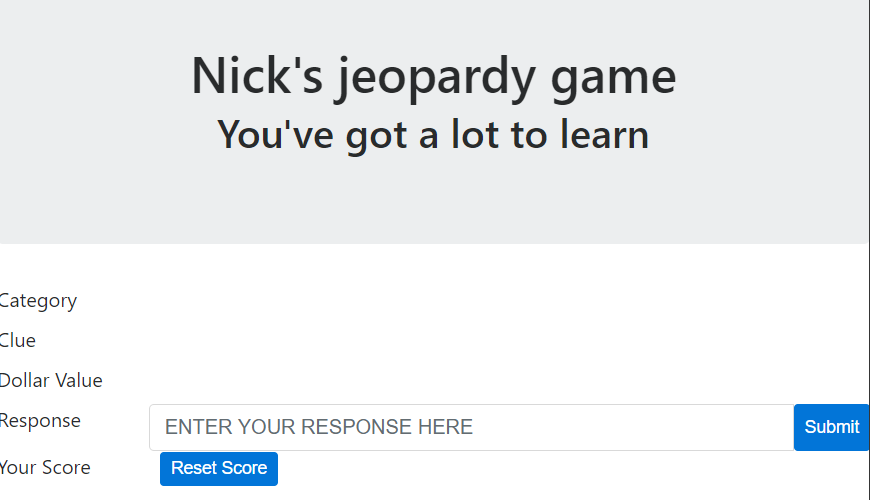 Nick's jeopardy game
You've got a lot to learn
Category
Clue
Dollar Value
Response ENTER YOUR RESPONSE HERE Submit
Your Score Reset Score